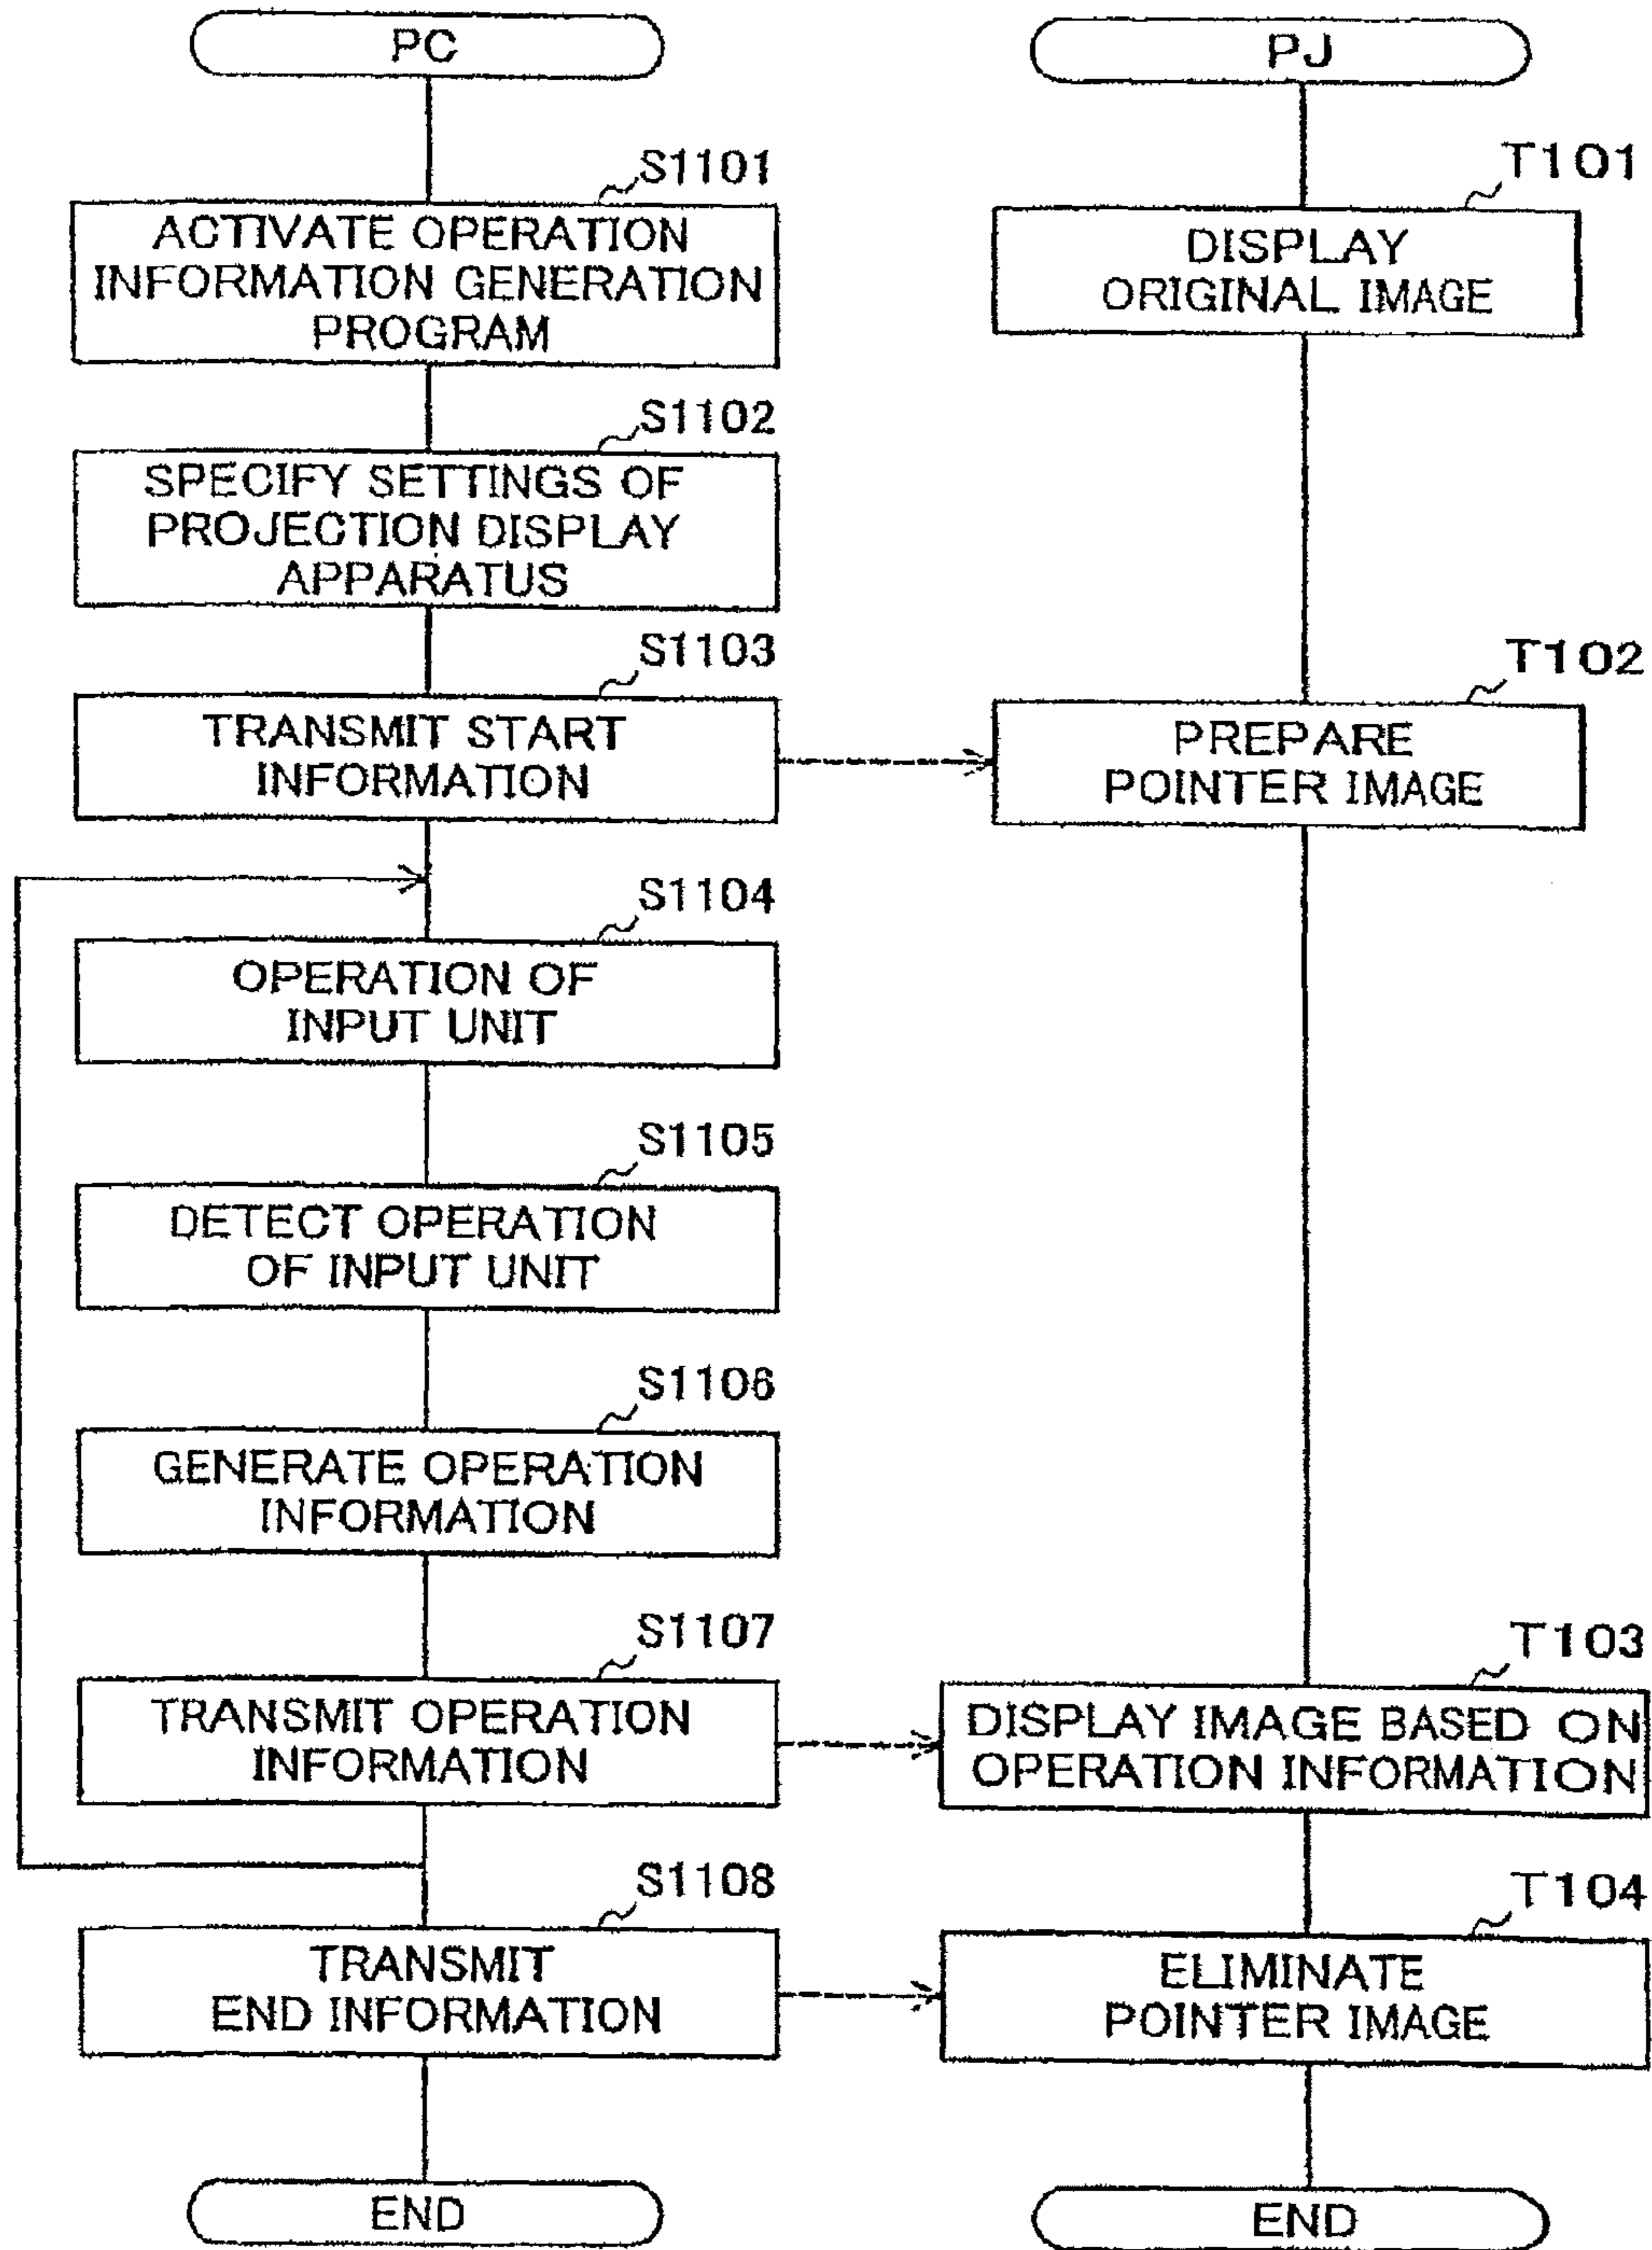 PC
S1101
ACTIVATE OPERATION
INFORMATION GENERATION
PROGRAM
S1102
SPECIFY SETTINGS OF
PROJECTION DISPLAY
APPARATUS
S1103
TRANSMIT START
INFORMATION
S1104
OPERATION OF
INPUT UNIT
S1105
DETECT OPERATION
OF INPUT UNIT
S1106
GENERATE OPERATION
INFORMATION
S1107
TRANSMIT OPERATION
INFORMATION
S1108
TRANSMIT
END INFORMATION
END
PJ
T101
DISPLAY
ORIGINAL IMAGE
T102
PREPARE
POINTER IMAGE
T103
DISPLAY IMAGE BASED ON
OPERATION INFORMATION
T104
ELIMINATE
POINTER IMAGE
END